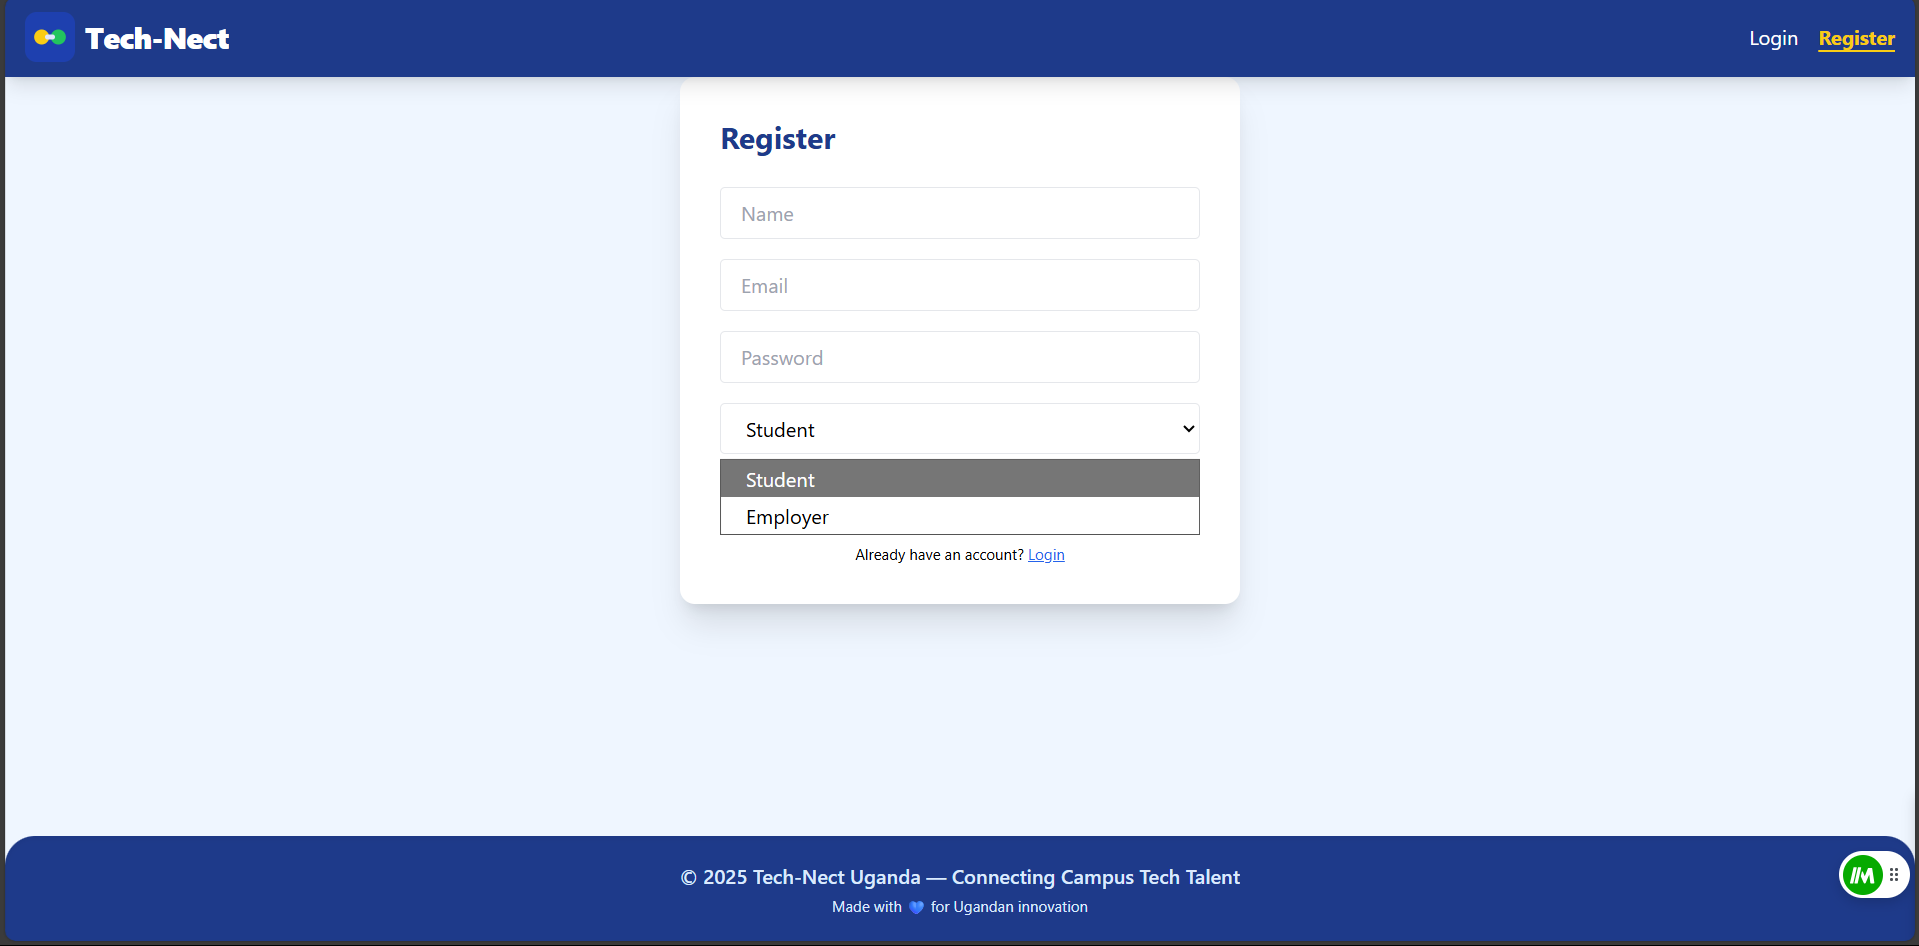 Tech-Nect
Login Register
Register
Name
Email
Password
Student
Student
Employer
Already have an account? Login
© 2025 Tech-Nect Uganda — Connecting Campus Tech Talent
Made with 💙 for Ugandan innovation